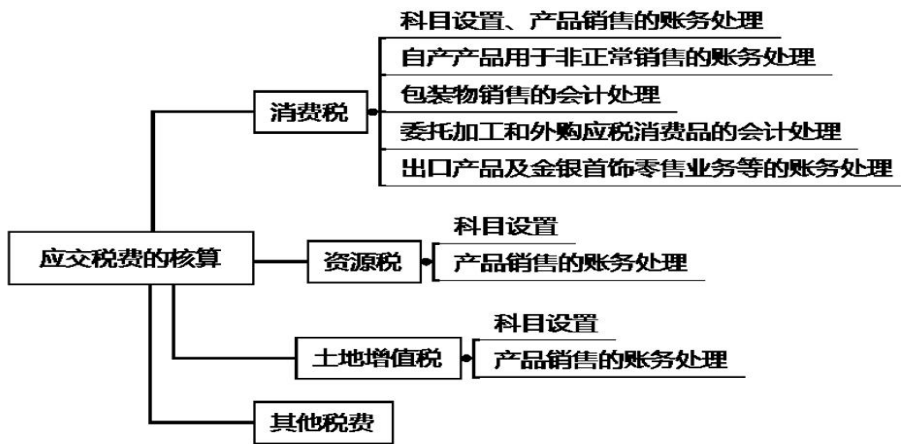 科目设置、产品销售的账务处理
自产产品用于非正常销售的账务处理
消费税
包装物销售的会计处理
委托加工和外购应税消费品的会计处理
出口产品及金银首饰零售业务等的账务处理
应交税费的核算
科目设置
资源税
产品销售的账务处理
科目设置
土地增值税
产品销售的账务处理
其他税费